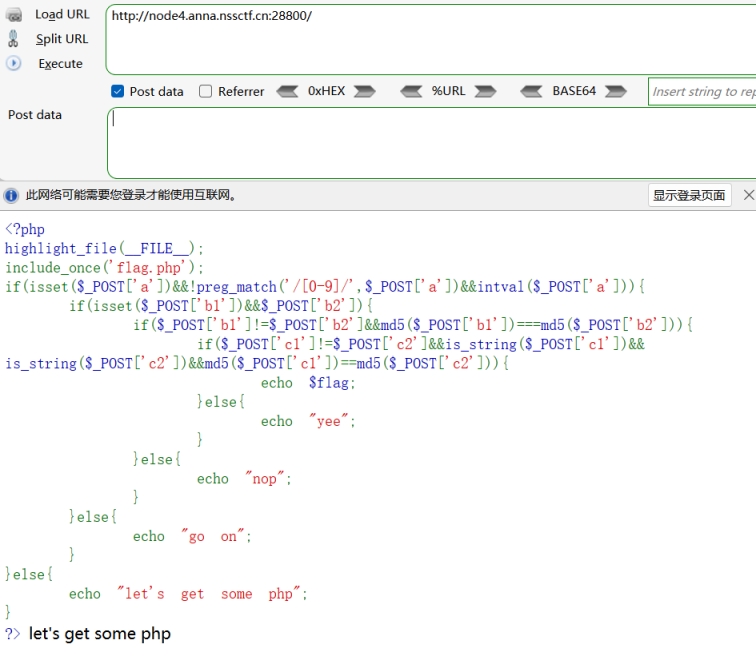 Load URL
http://node4.anna.nssctf.cn:28800/
Split URL
Execute
Post data Referrer 0xHEX %URL BASE64 Insert string to rep
Post data
此网络可能需要您登录才能使用互联网。 显示登录页面
<?php
highlight_file(__FILE__);
include_once('flag.php');
if(isset($_POST['a'])&&!preg_match('/[0-9]/',$_POST['a'])&&intval($_POST['a'])){
        if(isset($_POST['b1'])&&$_POST['b2']){
                if($_POST['b1']!=$_POST['b2']&&md5($_POST['b1'])===md5($_POST['b2'])){
                        if($_POST['c1']!=$_POST['c2']&&is_string($_POST['c1'])&&
is_string($_POST['c2'])&&md5($_POST['c1'])==md5($_POST['c2'])){
                                echo $flag;
                        }else{
                                echo "yee";
                        }
                }else{
                        echo "nop";
                }
        }else{
                echo "go on";
        }
}else{
        echo "let's get some php";
}
?> let's get some php